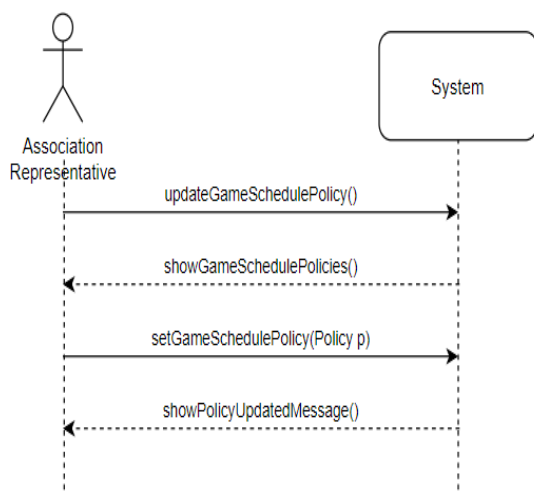 System
Association
Representative
updateGameSchedulePolicy()
showGameSchedulePolicies()
setGameSchedulePolicy(Policy p)
showPolicyUpdatedMessage()